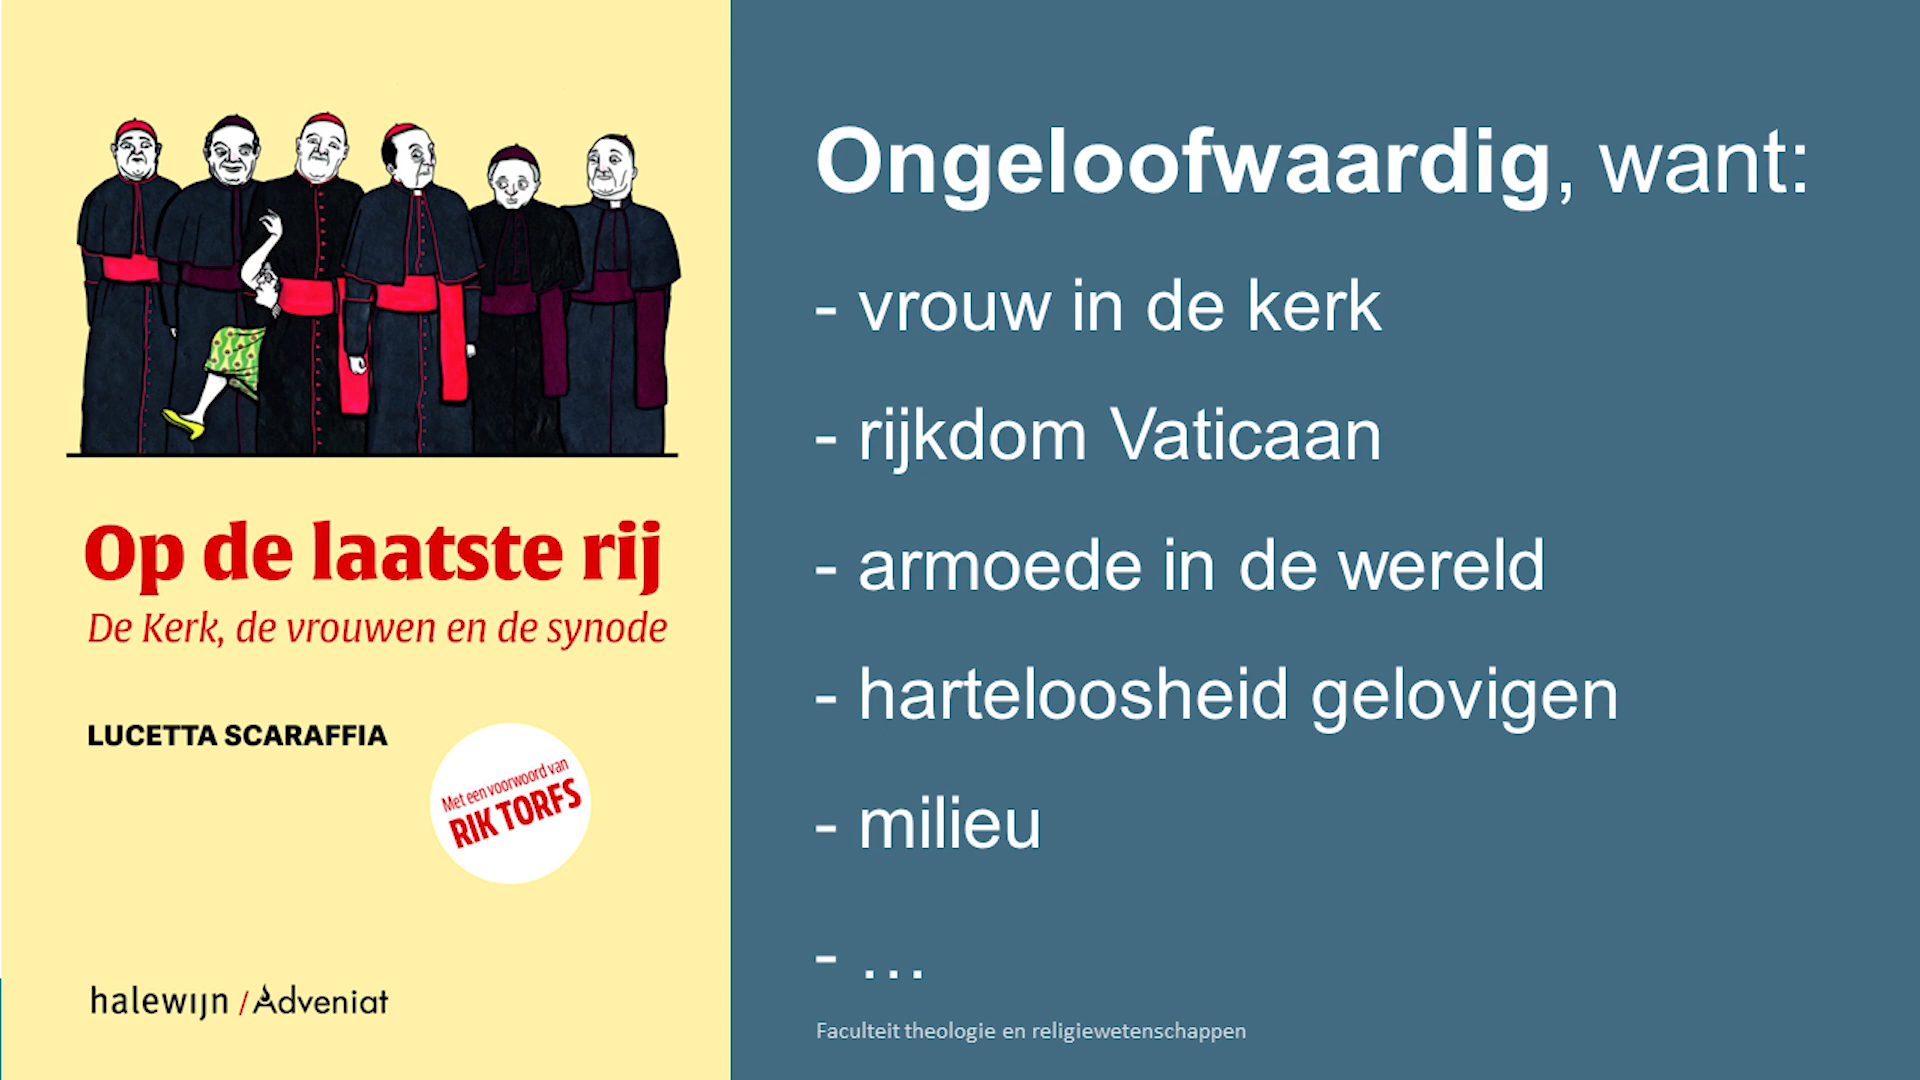 Op de laatste rij
De Kerk, de vrouwen en de synode
LUCETTA SCARAFFIA
Met een voorwoord van
RIK TORFS
halewijn / Adveniat
Ongeloofwaardig, want:
- vrouw in de kerk
- rijkdom Vaticaan
- armoede in de wereld
- harteloosheid gelovigen
- milieu
- …
Faculteit theologie en religiewetenschappen